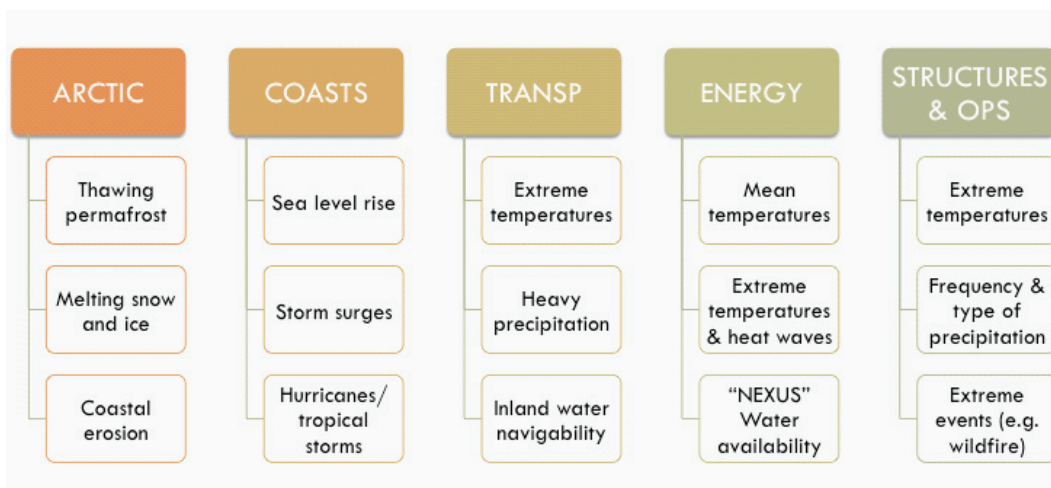 ARCTIC
Thawing
permafrost
Melting snow
and ice
Coastal
erosion
COASTS
Sea level rise
Storm surges
Hurricanes/
tropical
storms
TRANSP
Extreme
temperatures
Heavy
precipitation
Inland water
navigability
ENERGY
Mean
temperatures
Extreme
temperatures
& heat waves
“NEXUS”
Water
availability
STRUCTURES
& OPS
Extreme
temperatures
Frequency &
type of
precipitation
Extreme
events (e.g.
wildfire)